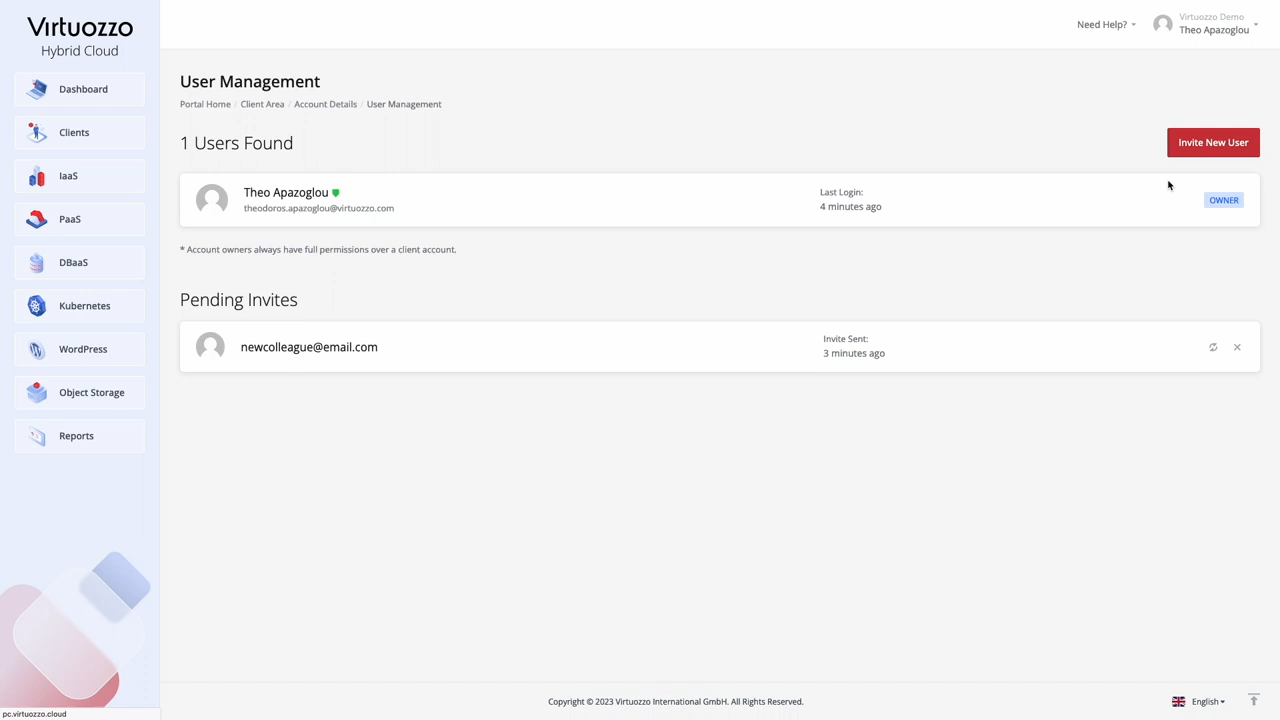 Virtuozzo
Hybrid Cloud
Dashboard
Clients
IaaS
PaaS
DBaaS
Kubernetes
WordPress
Object Storage
Reports
pc.virtuozzo.cloud
Need Help?
Virtuozzo Demo
Theo Apazoglou
User Management
Portal Home / Client Area / Account Details / User Management
1 Users Found
Invite New User
Theo Apazoglou
theodoros.apazoglou@virtuozzo.com
Last Login:
4 minutes ago
OWNER
* Account owners always have full permissions over a client account.
Pending Invites
newcolleague@email.com
Invite Sent:
3 minutes ago
Copyright © 2023 Virtuozzo International GmbH. All Rights Reserved.
English